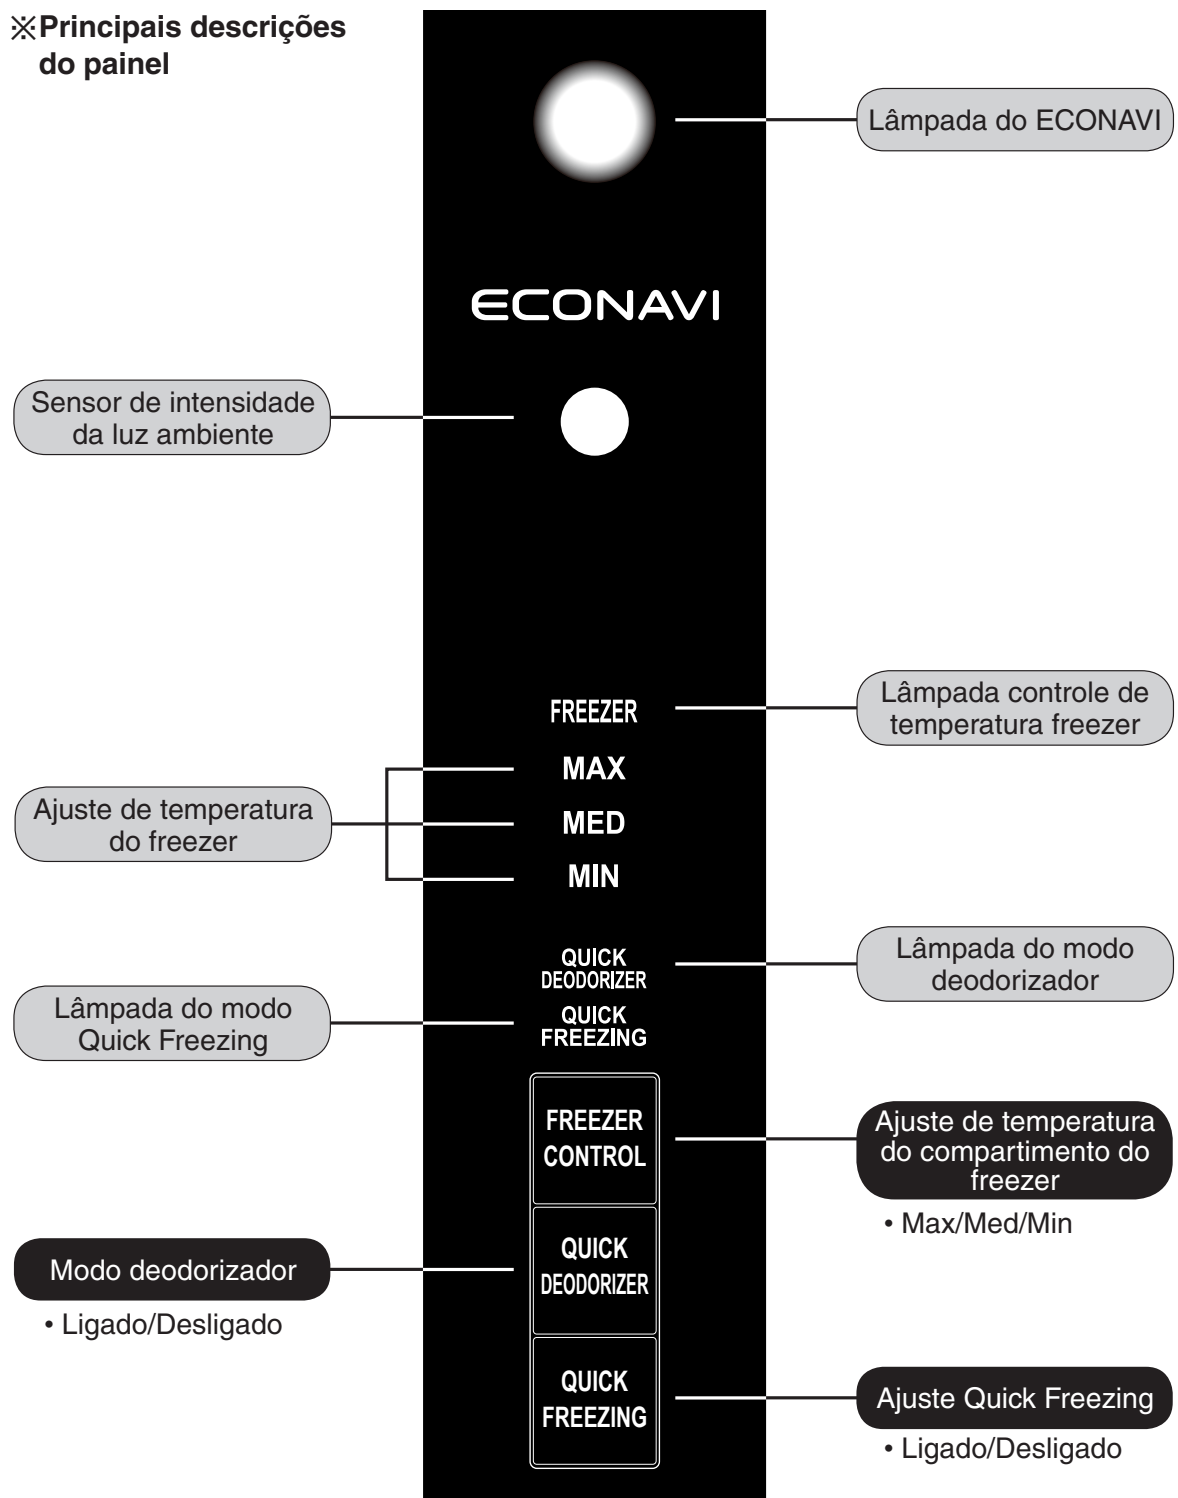 ※Principais descrições
do painel
Lâmpada do ECONAVI
ECONAVI
Sensor de intensidade
da luz ambiente
FREEZER
Lâmpada controle de
temperatura freezer
MAX
Ajuste de temperatura
do freezer
MED
MIN
QUICK
DEODORIZER
Lâmpada do modo
deodorizador
Lâmpada do modo
Quick Freezing
QUICK
FREEZING
FREEZER
CONTROL
Ajuste de temperatura
do compartimento do
freezer
• Max/Med/Min
Modo deodorizador
• Ligado/Desligado
QUICK
DEODORIZER
QUICK
FREEZING
Ajuste Quick Freezing
• Ligado/Desligado